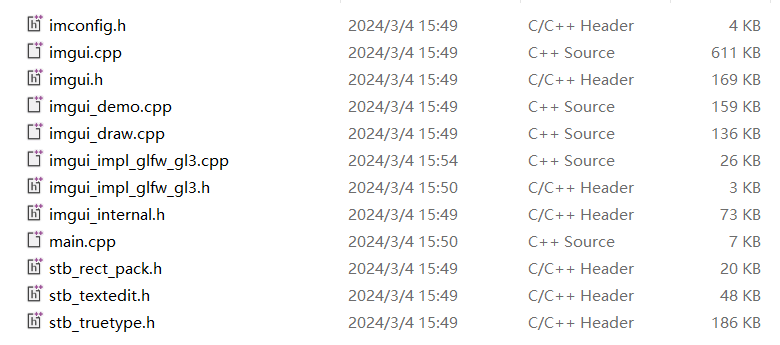 imconfig.h 2024/3/4 15:49 C/C++ Header 4 KB
imgui.cpp 2024/3/4 15:49 C++ Source 611 KB
imgui.h 2024/3/4 15:49 C/C++ Header 169 KB
imgui_demo.cpp 2024/3/4 15:49 C++ Source 159 KB
imgui_draw.cpp 2024/3/4 15:49 C++ Source 136 KB
imgui_impl_glfw_gl3.cpp 2024/3/4 15:54 C++ Source 26 KB
imgui_impl_glfw_gl3.h 2024/3/4 15:50 C/C++ Header 3 KB
imgui_internal.h 2024/3/4 15:49 C/C++ Header 73 KB
main.cpp 2024/3/4 15:50 C++ Source 7 KB
stb_rect_pack.h 2024/3/4 15:49 C/C++ Header 20 KB
stb_textedit.h 2024/3/4 15:49 C/C++ Header 48 KB
stb_truetype.h 2024/3/4 15:49 C/C++ Header 186 KB